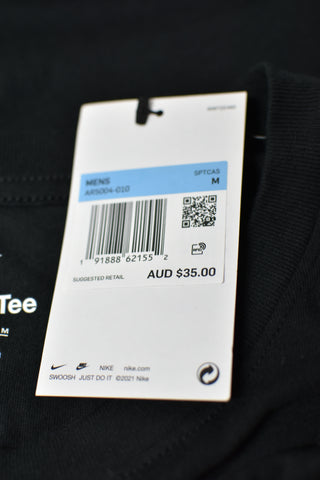 MENS SPTCAS
AR5004-010 M
1 91888 62155 2
NFC
SUGGESTED RETAIL AUD $35.00
Tee
M
NIKE nike.com
SWOOSH JUST DO IT ©2021 Nike